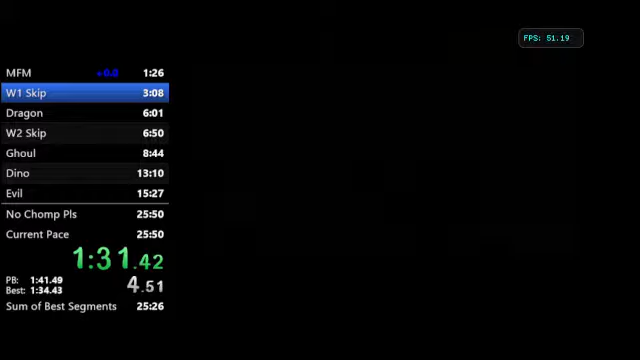 FPS: 51.19
MFM +0.0 1:26
W1 Skip 3:08
Dragon 6:01
W2 Skip 6:50
Ghoul 8:44
Dino 13:10
Evil 15:27
No Chomp Pls 25:50
Current Pace 25:50
1:31.42
PB: 1:41.49 4.51
Best: 1:34.43
Sum of Best Segments 25:26